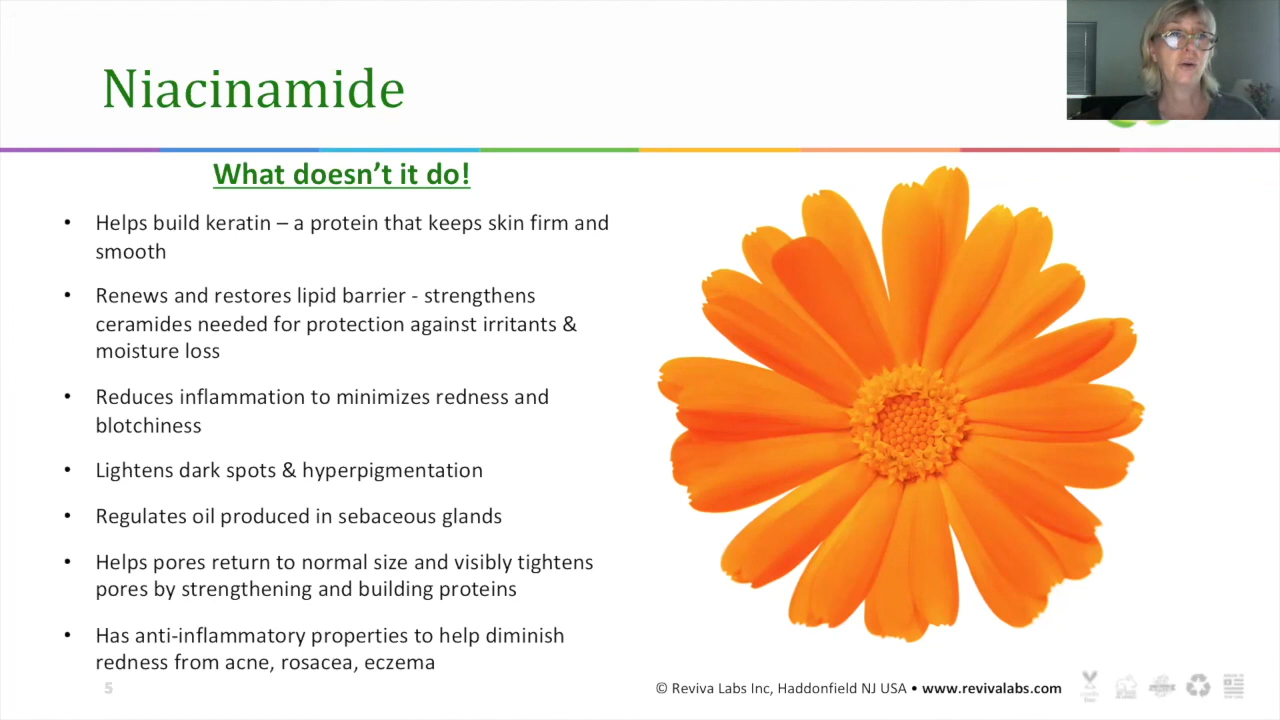 Niacinamide
What doesn’t it do!
• Helps build keratin – a protein that keeps skin firm and
smooth
• Renews and restores lipid barrier - strengthens
ceramides needed for protection against irritants &
moisture loss
• Reduces inflammation to minimizes redness and
blotchiness
• Lightens dark spots & hyperpigmentation
• Regulates oil produced in sebaceous glands
• Helps pores return to normal size and visibly tightens
pores by strengthening and building proteins
• Has anti-inflammatory properties to help diminish
redness from acne, rosacea, eczema
5
© Reviva Labs Inc, Haddonfield NJ USA • www.revivalabs.com